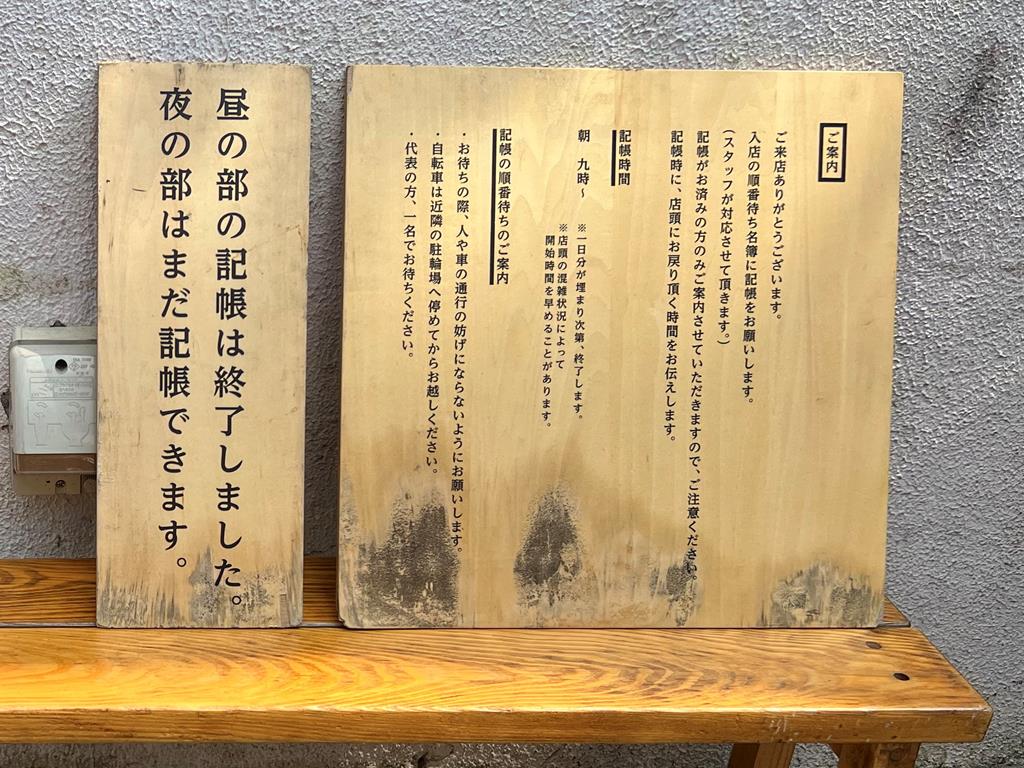 昼の部の記帳は終了しました。
夜の部はまだ記帳できます。
ご案内
ご来店ありがとうございます。
入店の順番待ち名簿に記帳をお願いします。
(スタッフが対応させて頂きます。)
記帳がお済みの方のみご案内させていただきますので、ご注意ください。
記帳時に、店頭にお戻り頂く時間をお伝えします。
記帳時間
朝 九時〜
※一日分が埋まり次第、終了します。
※店頭の混雑状況によって
開始時間を早めることがあります。
記帳の順番待ちのご案内
・お待ちの際、人や車の通行の妨げにならないようにお願いします。
・自転車は近隣の駐輪場へ停めてからお越しください。
・代表の方、一名でお待ちください。